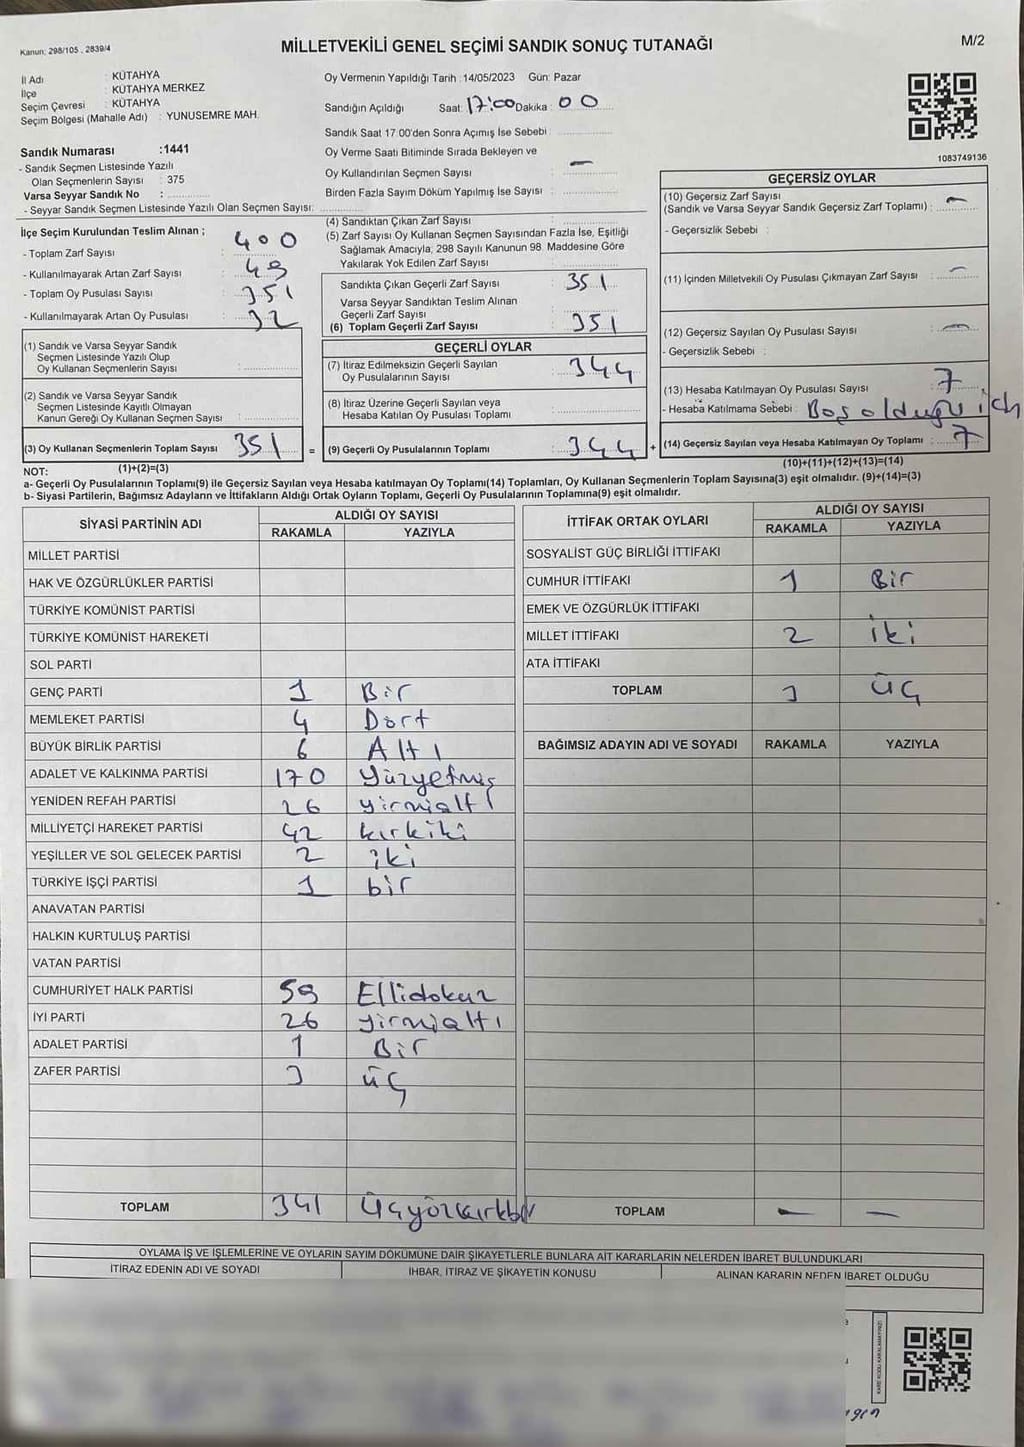 Kanun: 298/105 , 2839/4
MİLLETVEKİLİ GENEL SEÇİMİ SANDIK SONUÇ TUTANAĞI
M/2
İl Adı : KÜTAHYA
İlçe : KÜTAHYA MERKEZ
Seçim Çevresi : KÜTAHYA
Seçim Bölgesi (Mahalle Adı) : YUNUSEMRE MAH.
Sandık Numarası :1441
- Sandık Seçmen Listesinde Yazılı
Olan Seçmenlerin Sayısı : 375
Varsa Seyyar Sandık No :
- Seyyar Sandık Seçmen Listesinde Yazılı Olan Seçmen Sayısı:
Oy Vermenin Yapıldığı Tarih :14/05/2023 Gün: Pazar
Sandığın Açıldığı Saat: 17:00 Dakika : 00
Sandık Saat 17 00'den Sonra Açımış İse Sebebi :
Oy Verme Saati Bitiminde Sırada Bekleyen ve
Oy Kullandırılan Seçmen Sayısı : —
Birden Fazla Sayım Döküm Yapılmış İse Sayısı :
1083749136
İlçe Seçim Kurulundan Teslim Alınan ;
- Toplam Zarf Sayısı : 400
- Kullanılmayarak Artan Zarf Sayısı : 49
- Toplam Oy Pusulası Sayısı : 351
- Kullanılmayarak Artan Oy Pusulası : 32
(1) Sandık ve Varsa Seyyar Sandık
Seçmen Listesinde Yazılı Olup
Oy Kullanan Seçmenlerin Sayısı :
(2) Sandık ve Varsa Seyyar Sandık
Seçmen Listesinde Kayıtlı Olmayan
Kanun Gereği Oy Kullanan Seçmen Sayısı :
(3) Oy Kullanan Seçmenlerin Toplam Sayısı 351 =
(4) Sandıktan Çıkan Zarf Sayısı :
(5) Zarf Sayısı Oy Kullanan Seçmen Sayısından Fazla İse, Eşitliği
Sağlamak Amacıyla; 298 Sayılı Kanunun 98. Maddesine Göre
Yakılarak Yok Edilen Zarf Sayısı :
Sandıkta Çıkan Geçerli Zarf Sayısı : 351
Varsa Seyyar Sandıktan Teslim Alınan
Geçerli Zarf Sayısı :
(6) Toplam Geçerli Zarf Sayısı : 351
GEÇERLİ OYLAR
(7) İtiraz Edilmeksizin Geçerli Sayılan
Oy Pusulalarının Sayısı : 344
(8) İtiraz Üzerine Geçerli Sayılan veya
Hesaba Katılan Oy Pusulası Toplamı :
(9) Geçerli Oy Pusulalarının Toplamı : 344 +
GEÇERSİZ OYLAR
(10) Geçersiz Zarf Sayısı
(Sandık ve Varsa Seyyar Sandık Geçersiz Zarf Toplamı) : —
- Geçersizlik Sebebi :
(11) İçinden Milletvekili Oy Pusulası Çıkmayan Zarf Sayısı : —
(12) Geçersiz Sayılan Oy Pusulası Sayısı : —
- Geçersizlik Sebebi :
(13) Hesaba Katılmayan Oy Pusulası Sayısı : 7
- Hesaba Katılmama Sebebi : Boş olduğu için
(14) Geçersiz Sayılan veya Hesaba Katılmayan Oy Toplamı : 7
NOT: (1)+(2)=(3) (10)+(11)+(12)+(13)=(14)
a- Geçerli Oy Pusulalarının Toplamı(9) ile Geçersiz Sayılan veya Hesaba katılmayan Oy Toplamı(14) Toplamları, Oy Kullanan Seçmenlerin Toplam Sayısına(3) eşit olmalıdır. (9)+(14)=(3)
b- Siyasi Partilerin, Bağımsız Adayların ve İttifakların Aldığı Ortak Oyların Toplamı, Geçerli Oy Pusulalarının Toplamına(9) eşit olmalıdır.
SİYASİ PARTİNİN ADI ALDIĞI OY SAYISI
RAKAMLA YAZIYLA
MİLLET PARTİSİ
HAK VE ÖZGÜRLÜKLER PARTİSİ
TÜRKİYE KOMÜNİST PARTİSİ
TÜRKİYE KOMÜNİST HAREKETİ
SOL PARTİ
GENÇ PARTİ 1 Bir
MEMLEKET PARTİSİ 4 Dört
BÜYÜK BİRLİK PARTİSİ 6 Altı
ADALET VE KALKINMA PARTİSİ 170 Yüzyetmiş
YENİDEN REFAH PARTİSİ 26 yirmialtı
MİLLİYETÇİ HAREKET PARTİSİ 42 kırkiki
YEŞİLLER VE SOL GELECEK PARTİSİ 2 iki
TÜRKİYE İŞÇİ PARTİSİ 1 bir
ANAVATAN PARTİSİ
HALKIN KURTULUŞ PARTİSİ
VATAN PARTİSİ
CUMHURİYET HALK PARTİSİ 59 Ellidokuz
İYİ PARTİ 26 yirmialtı
ADALET PARTİSİ 1 Bir
ZAFER PARTİSİ 3 üç
TOPLAM 341 Üçyüzkırkbir
İTTİFAK ORTAK OYLARI ALDIĞI OY SAYISI
RAKAMLA YAZIYLA
SOSYALİST GÜÇ BİRLİĞİ İTTİFAKI
CUMHUR İTTİFAKI 1 Bir
EMEK VE ÖZGÜRLÜK İTTİFAKI
MİLLET İTTİFAKI 2 iki
ATA İTTİFAKI
TOPLAM 3 üç
BAĞIMSIZ ADAYIN ADI VE SOYADI RAKAMLA YAZIYLA
TOPLAM — —
OYLAMA İŞ VE İŞLEMLERİNE VE OYLARIN SAYIM DÖKÜMÜNE DAİR ŞİKAYETLERLE BUNLARA AİT KARARLARIN NELERDEN İBARET BULUNDUKLARI
İTİRAZ EDENİN ADI VE SOYADI İHBAR, İTİRAZ VE ŞİKAYETİN KONUSU ALINAN KARARIN NEDEN İBARET OLDUĞU